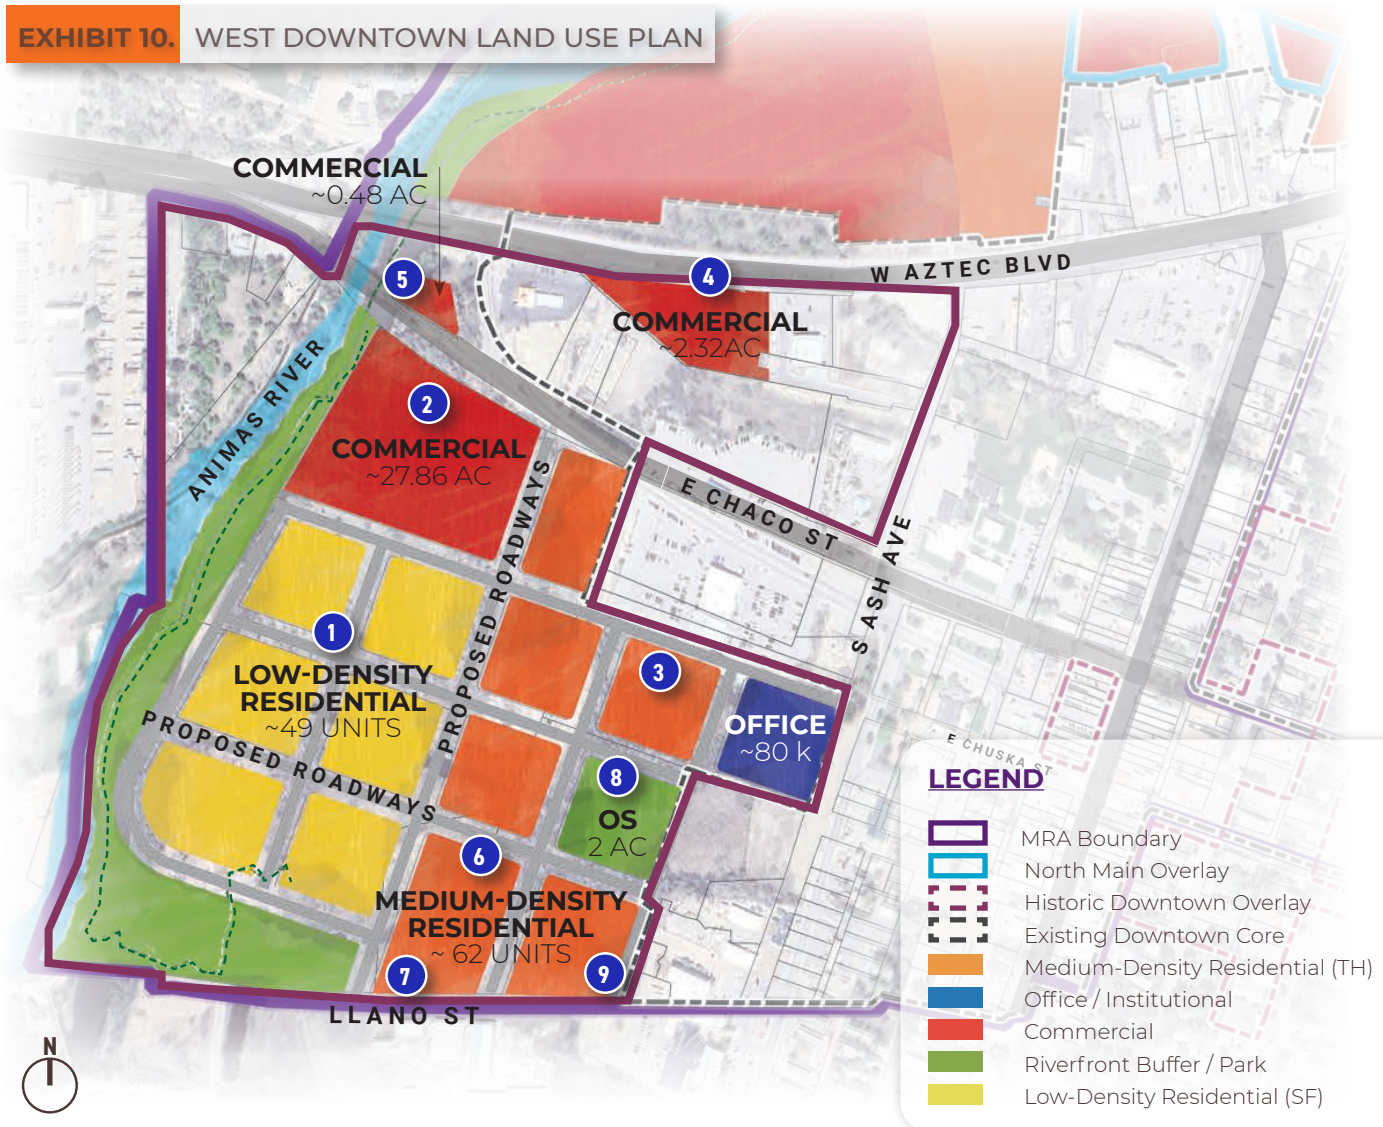 EXHIBIT 10. WEST DOWNTOWN LAND USE PLAN
COMMERCIAL
~0.48 AC
5
4
W AZTEC BLVD
COMMERCIAL
~2.32AC
ANIMAS RIVER
2
COMMERCIAL
~27.86 AC
PROPOSED ROADWAYS
E CHACO ST
S ASH AVE
1
LOW-DENSITY
RESIDENTIAL
~49 UNITS
3
OFFICE
~80 k
PROPOSED ROADWAYS
8
OS
2 AC
6
MEDIUM-DENSITY
RESIDENTIAL
~ 62 UNITS
7
9
LLANO ST
N
E CHUSKA ST
LEGEND
MRA Boundary
North Main Overlay
Historic Downtown Overlay
Existing Downtown Core
Medium-Density Residential (TH)
Office / Institutional
Commercial
Riverfront Buffer / Park
Low-Density Residential (SF)